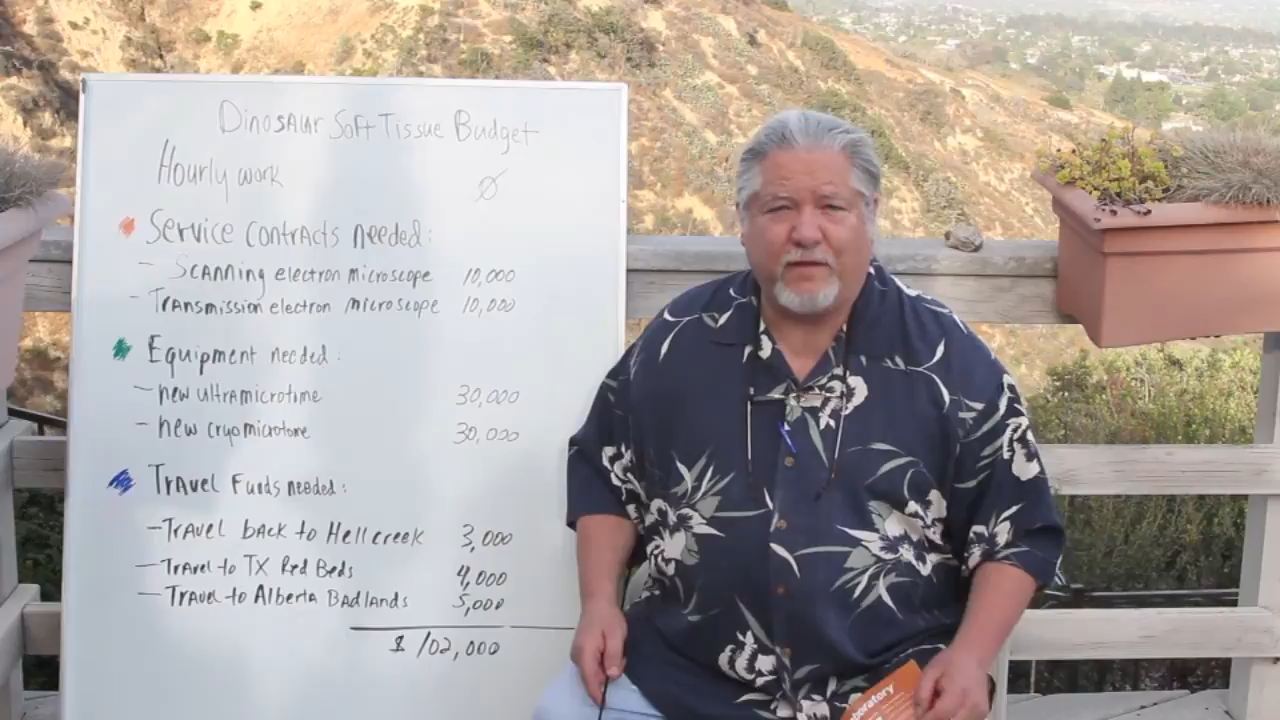 Dinosaur Soft Tissue Budget
Hourly work ∅
Service contracts needed:
- Scanning electron microscope 10,000
- Transmission electron microscope 10,000
Equipment needed:
- new ultramicrotime 30,000
- new cryomicrotome 30,000
Travel Funds needed:
- Travel back to Hellcreek 3,000
- Travel to TX Red Beds 4,000
- Travel to Alberta Badlands 5,000
$ 102,000